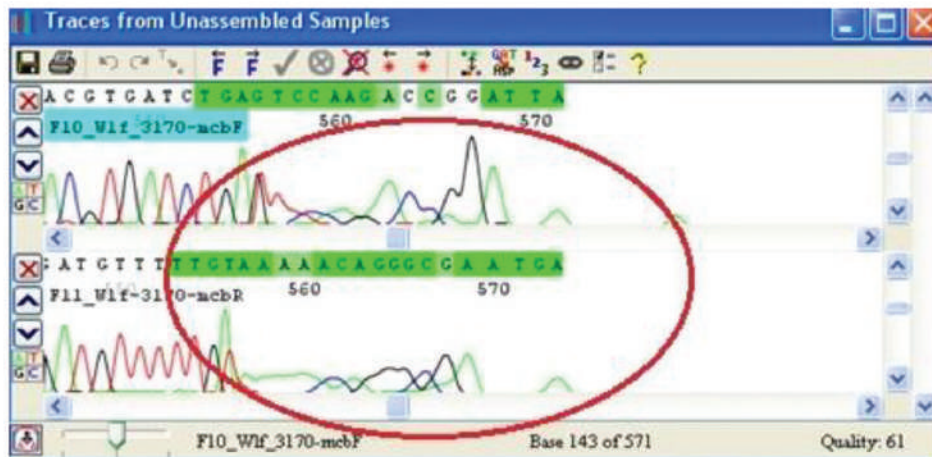 Traces from Unassembled Samples
A C G T G A T C T G A G T C C A A G A C C G G A T T A
F10_Wlf_3170-mcbF
560 570
G A T G T T T T T G T A A A A A C A G G G C G A A T G A
F11_Wlf-3170-mcbR
560 570
F10_Wlf_3170-mcbF Base 143 of 571 Quality: 61